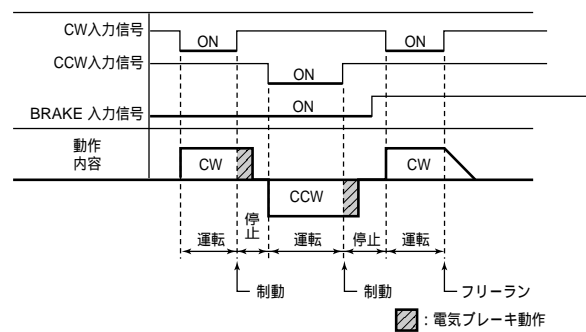 CW入力信号
ON
ON
CCW入力信号
ON
BRAKE 入力信号
ON
動作
内容
CW
CW
CCW
運転
停
止
運転
停止
運転
制動
制動
フリーラン
：電気ブレーキ動作